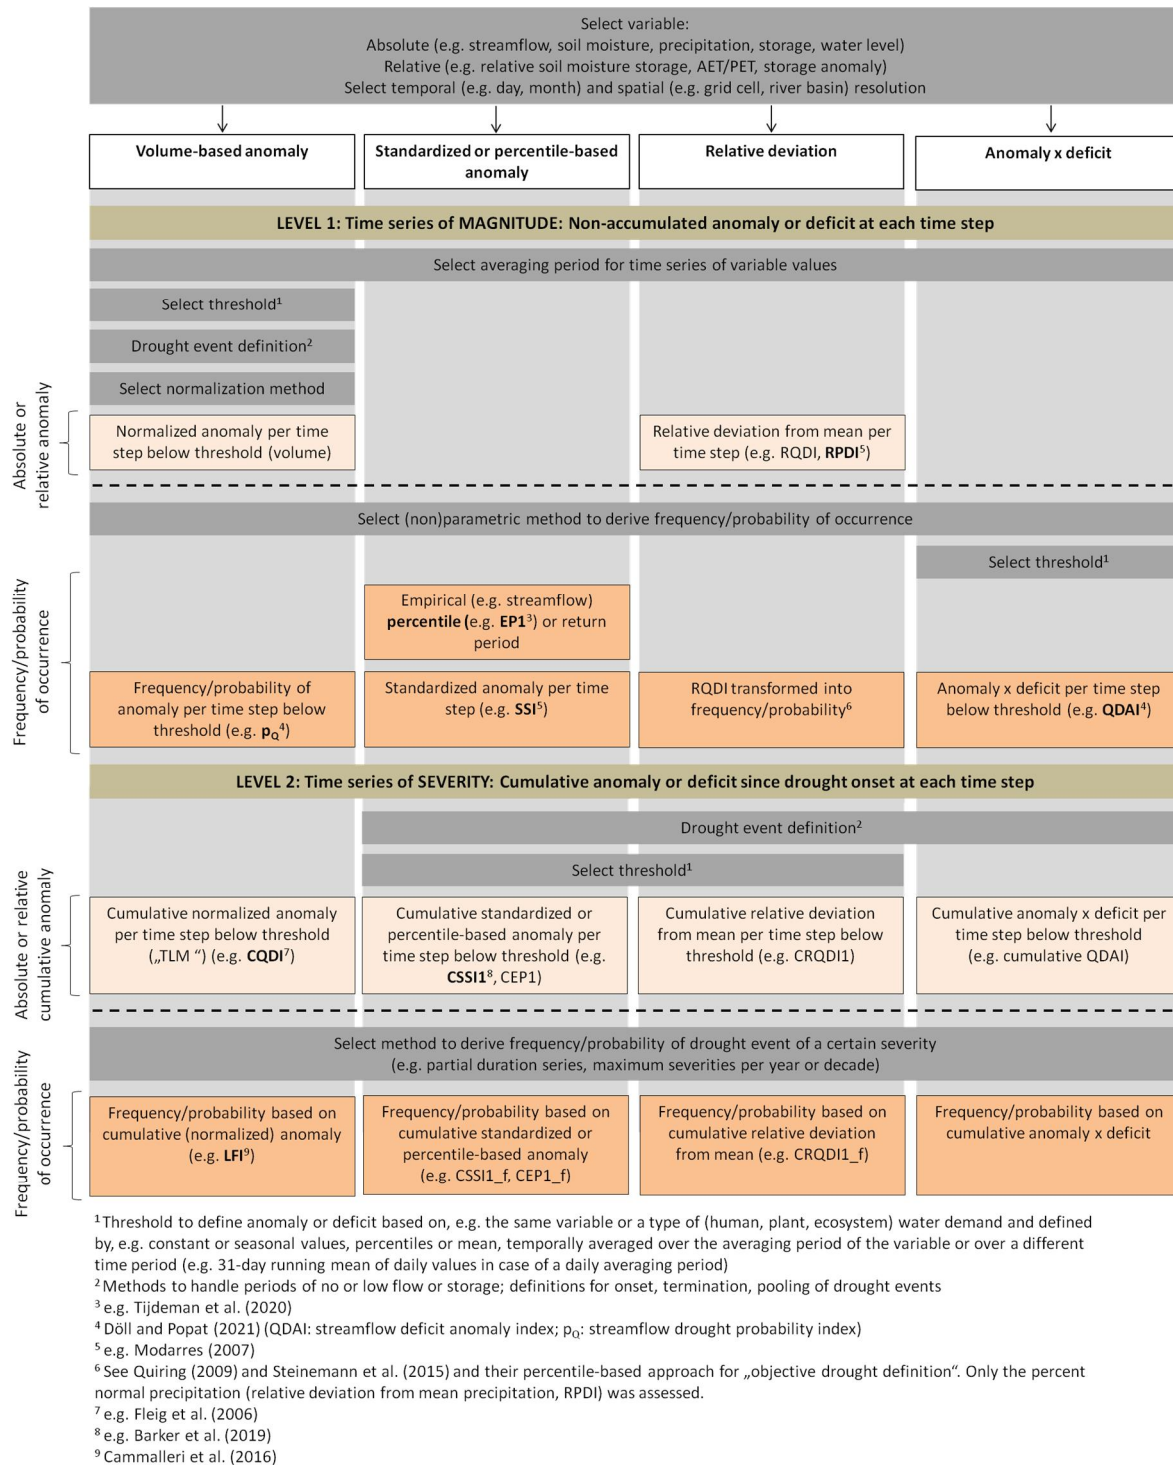 Select variable:
Absolute (e.g. streamflow, soil moisture, precipitation, storage, water level)
Relative (e.g. relative soil moisture storage, AET/PET, storage anomaly)
Select temporal (e.g. day, month) and spatial (e.g. grid cell, river basin) resolution
Volume-based anomaly
Standardized or percentile-based
anomaly
Relative deviation
Anomaly x deficit
LEVEL 1: Time series of MAGNITUDE: Non-accumulated anomaly or deficit at each time step
Select averaging period for time series of variable values
Select threshold¹
Drought event definition²
Select normalization method
Absolute or
relative anomaly
Normalized anomaly per time
step below threshold (volume)
Relative deviation from mean per
time step (e.g. RQDI, RPDI⁵)
Select (non)parametric method to derive frequency/probability of occurrence
Select threshold¹
Frequency/probability
of occurrence
Empirical (e.g. streamflow)
percentile (e.g. EP1³) or return
period
Frequency/probability of
anomaly per time step below
threshold (e.g. pQ⁴)
Standardized anomaly per time
step (e.g. SSI⁵)
RQDI transformed into
frequency/probability⁶
Anomaly x deficit per time step
below threshold (e.g. QDAI⁴)
LEVEL 2: Time series of SEVERITY: Cumulative anomaly or deficit since drought onset at each time step
Drought event definition²
Select threshold¹
Absolute or relative
cumulative anomaly
Cumulative normalized anomaly
per time step below threshold
(„TLM “) (e.g. CQDI⁷)
Cumulative standardized or
percentile-based anomaly per
time step below threshold (e.g.
CSSI1⁸, CEP1)
Cumulative relative deviation
from mean per time step below
threshold (e.g. CRQDI1)
Cumulative anomaly x deficit per
time step below threshold
(e.g. cumulative QDAI)
Select method to derive frequency/probability of drought event of a certain severity
(e.g. partial duration series, maximum severities per year or decade)
Frequency/probability
of occurrence
Frequency/probability based on
cumulative (normalized) anomaly
(e.g. LFI⁹)
Frequency/probability based on
cumulative standardized or
percentile-based anomaly
(e.g. CSSI1_f, CEP1_f)
Frequency/probability based on
cumulative relative deviation
from mean (e.g. CRQDI1_f)
Frequency/probability based on
cumulative anomaly x deficit
¹ Threshold to define anomaly or deficit based on, e.g. the same variable or a type of (human, plant, ecosystem) water demand and defined
by, e.g. constant or seasonal values, percentiles or mean, temporally averaged over the averaging period of the variable or over a different
time period (e.g. 31-day running mean of daily values in case of a daily averaging period)
² Methods to handle periods of no or low flow or storage; definitions for onset, termination, pooling of drought events
³ e.g. Tijdeman et al. (2020)
⁴ Döll and Popat (2021) (QDAI: streamflow deficit anomaly index; pQ: streamflow drought probability index)
⁵ e.g. Modarres (2007)
⁶ See Quiring (2009) and Steinemann et al. (2015) and their percentile-based approach for „objective drought definition“. Only the percent
normal precipitation (relative deviation from mean precipitation, RPDI) was assessed.
⁷ e.g. Fleig et al. (2006)
⁸ e.g. Barker et al. (2019)
⁹ Cammalleri et al. (2016)